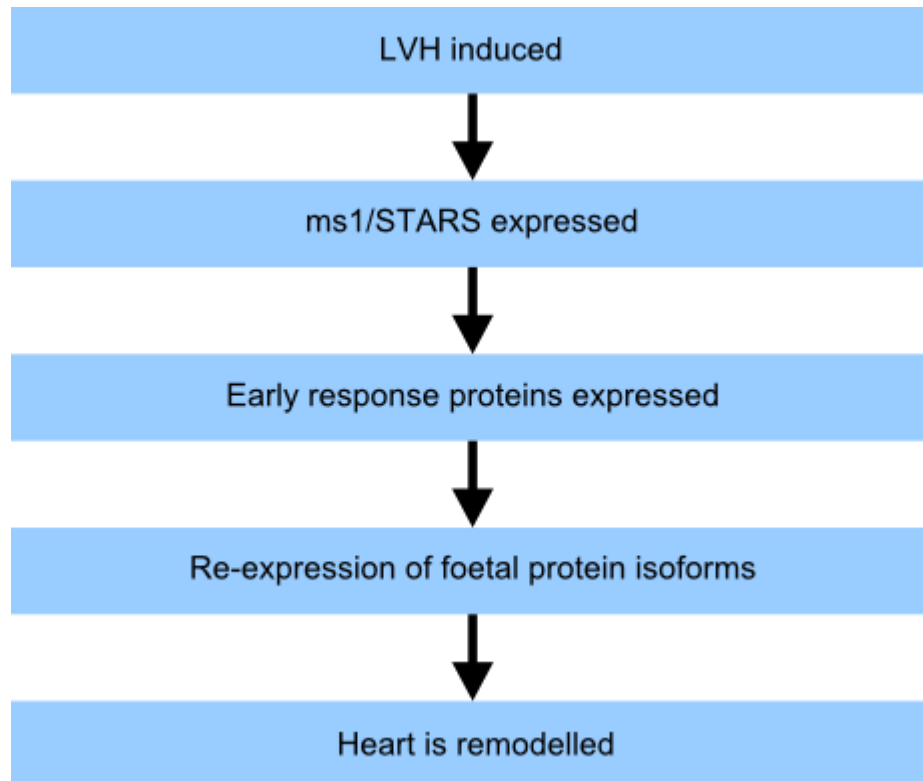 LVH induced
ms1/STARS expressed
Early response proteins expressed
Re-expression of foetal protein isoforms
Heart is remodelled